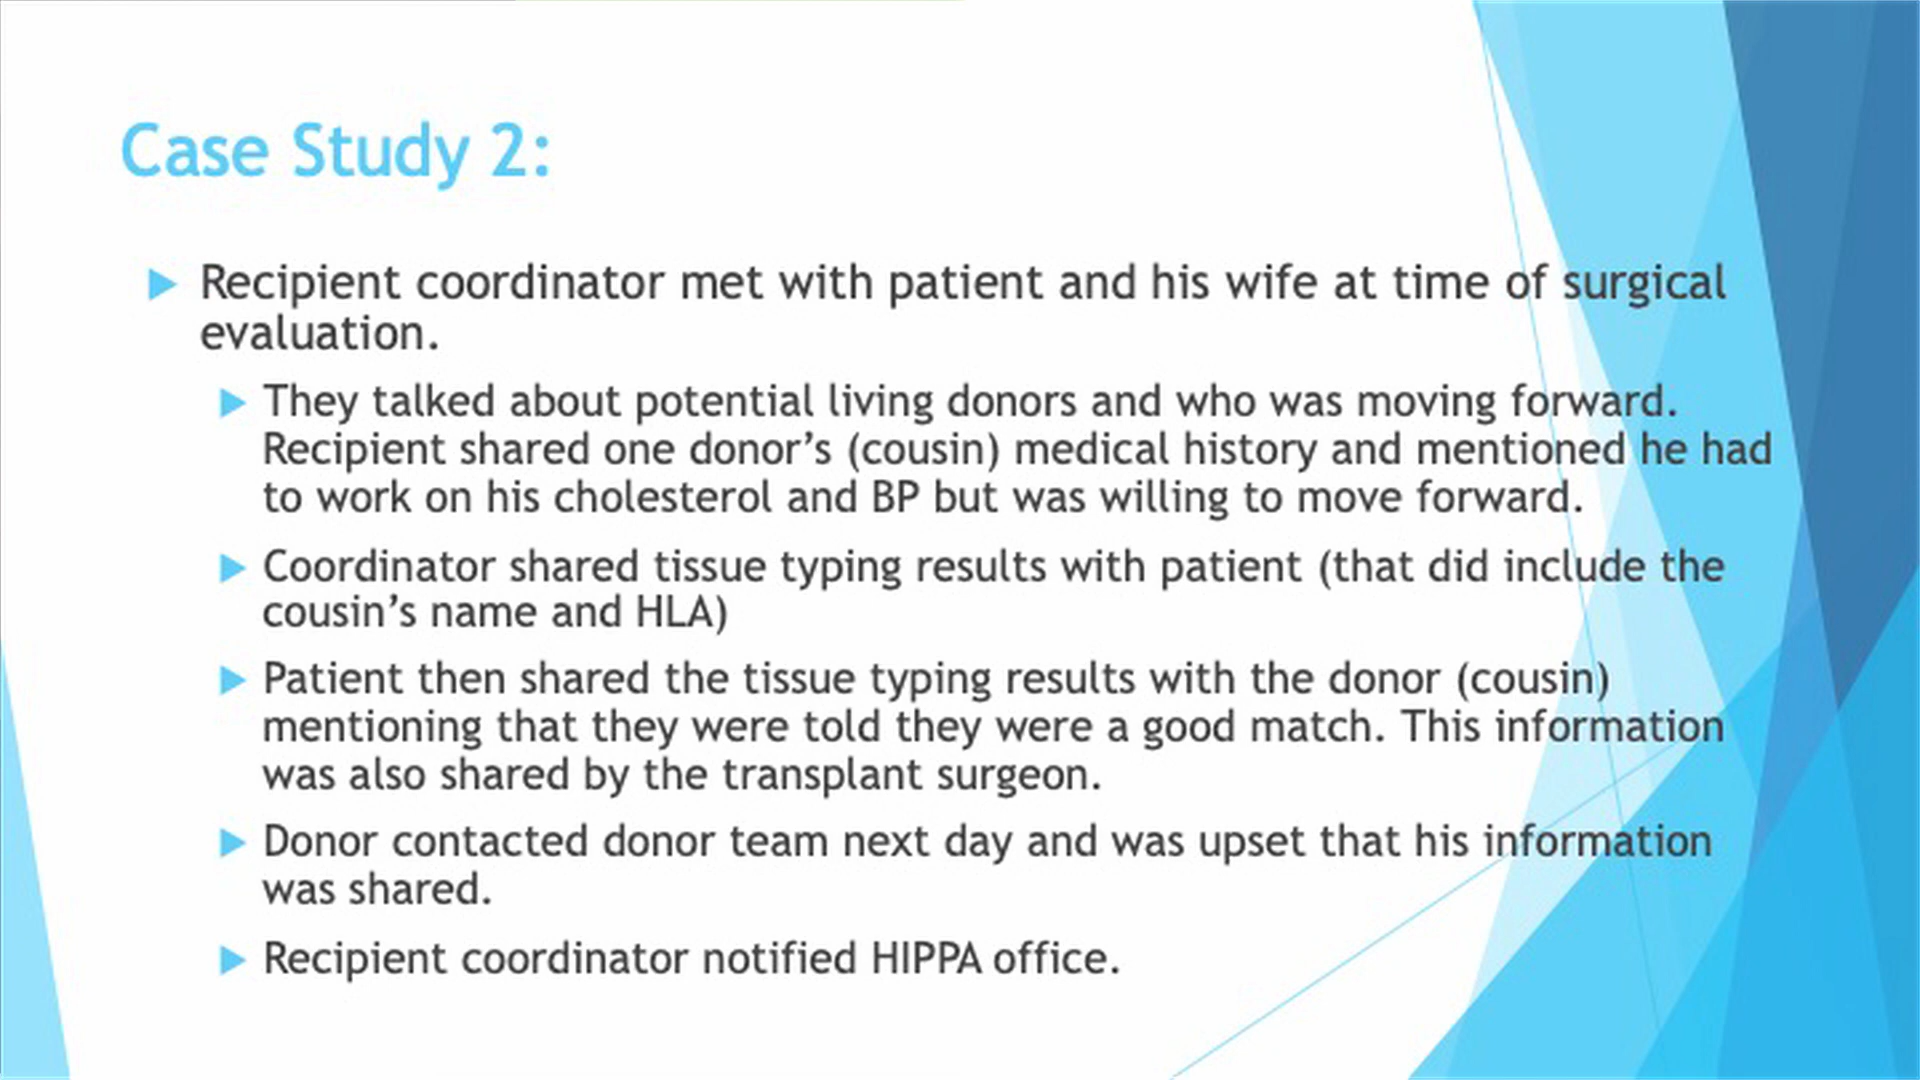 Case Study 2:
Recipient coordinator met with patient and his wife at time of surgical
evaluation.
They talked about potential living donors and who was moving forward.
Recipient shared one donor’s (cousin) medical history and mentioned he had
to work on his cholesterol and BP but was willing to move forward.
Coordinator shared tissue typing results with patient (that did include the
cousin’s name and HLA)
Patient then shared the tissue typing results with the donor (cousin)
mentioning that they were told they were a good match. This information
was also shared by the transplant surgeon.
Donor contacted donor team next day and was upset that his information
was shared.
Recipient coordinator notified HIPPA office.